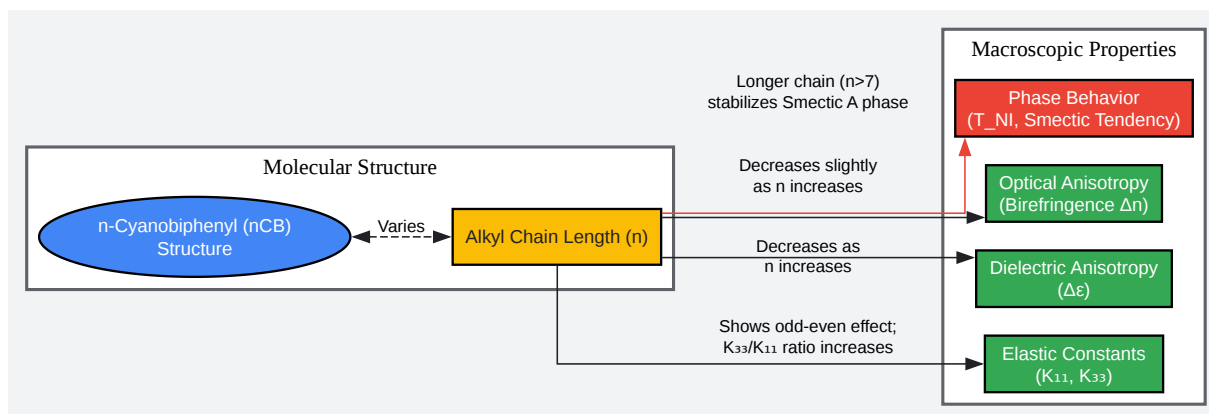 Macroscopic Properties
Longer chain (n>7)
stabilizes Smectic A phase
Phase Behavior
(T_NI, Smectic Tendency)
Molecular Structure
Decreases slightly
as n increases
Optical Anisotropy
(Birefringence Δn)
n-Cyanobiphenyl (nCB)
Structure
Varies
Alkyl Chain Length (n)
Decreases as
n increases
Dielectric Anisotropy
(Δε)
Shows odd-even effect;
K₃₃/K₁₁ ratio increases
Elastic Constants
(K₁₁, K₃₃)